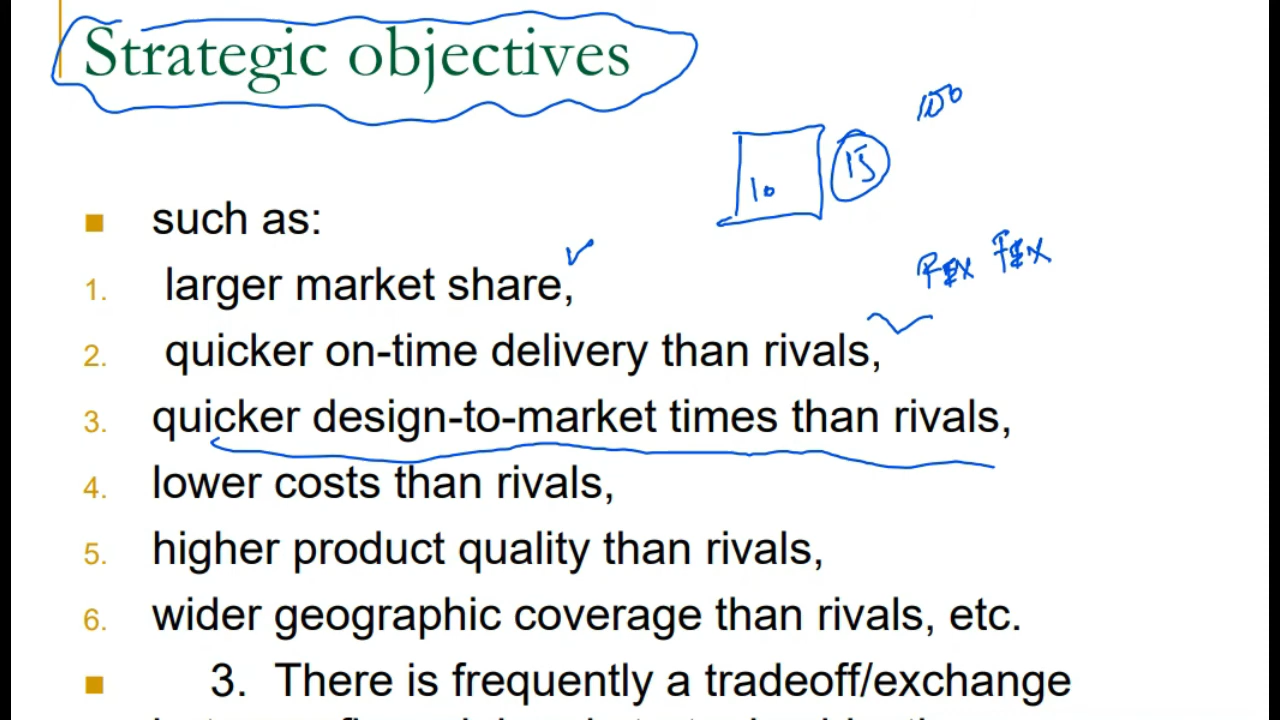 Strategic objectives
100
15
10
■ such as:
1. larger market share,
2. quicker on-time delivery than rivals,
3. quicker design-to-market times than rivals,
4. lower costs than rivals,
5. higher product quality than rivals,
6. wider geographic coverage than rivals, etc.
■ 3. There is frequently a tradeoff/exchange